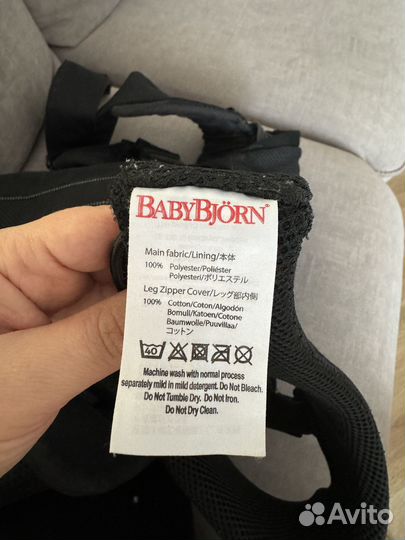 BABYBJÖRN®
Main fabric/Lining/本体
100% Polyester/Poliéster
Polyesteri/ポリエステル
Leg Zipper Cover/レッグ部内側
100% Cotton/Coton/Algodón
Bomull/Katoen/Cotone
Baumwolle/Puuvillaa/
コットン
40
Machine wash with normal process
separately mild in mild detergent. Do Not Bleach.
Do Not Tumble Dry. Do Not Iron.
Do Not Dry Clean.
Avito